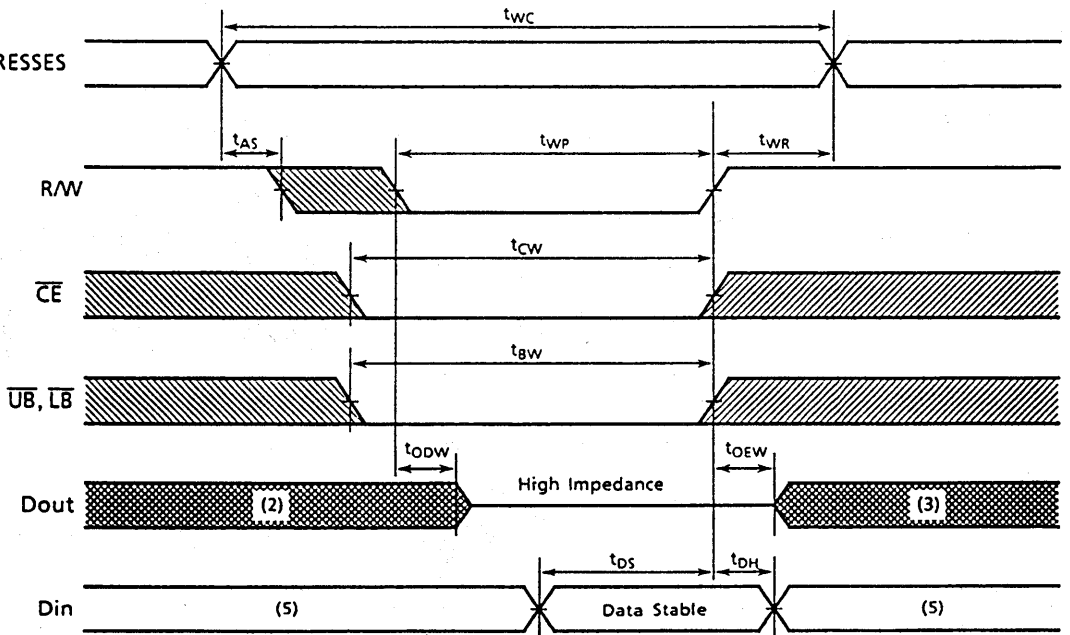 tWC
RESSES
tAS
tWP
tWR
R/W
tCW
CE
tBW
UB, LB
tODW
tOEW
High Impedance
Dout
(2)
(3)
tDS
tDH
Din
(5)
Data Stable
(5)